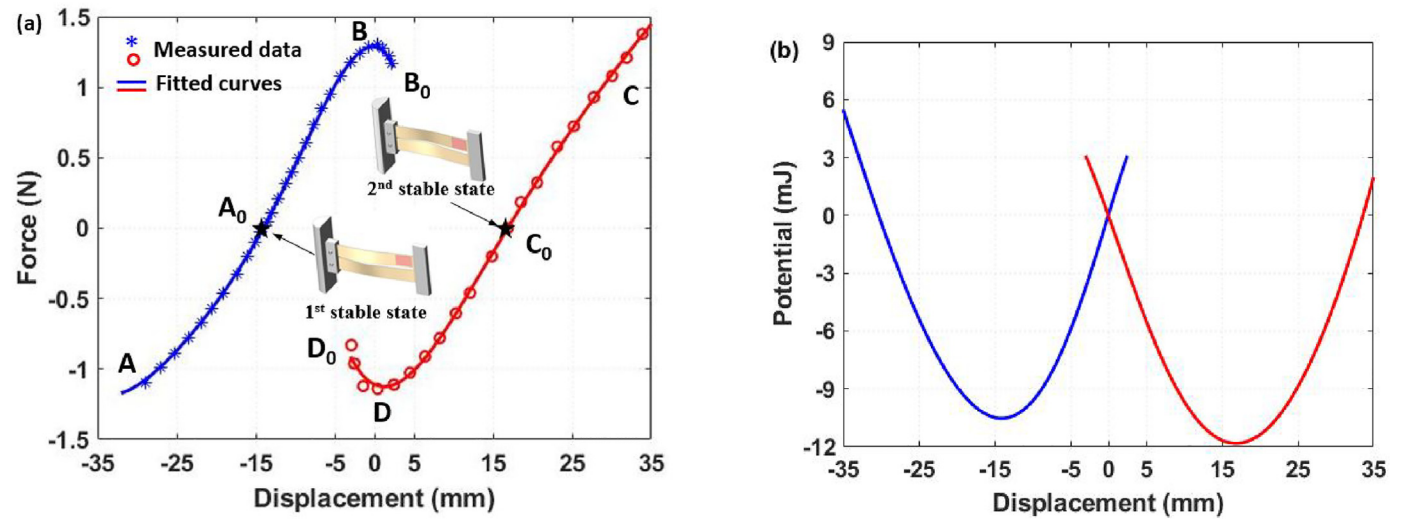 (a)
1.5
1
0.5
0
-0.5
-1
-1.5
Force (N)
* Measured data
Fitted curves
B
B0
2nd stable state
A0
C0
C
1st stable state
A
D0
D
-35 -25 -15 -5 0 5 15 25 35
Displacement (mm)
(b)
9
6
3
0
-3
-6
-9
-12
Potential (mJ)
-35 -25 -15 -5 0 5 15 25 35
Displacement (mm)